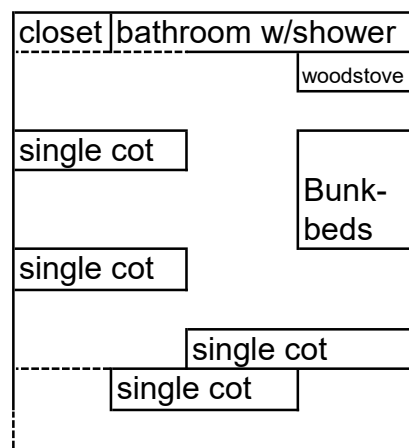 closet
bathroom w/shower
woodstove
single cot
Bunk-
beds
single cot
single cot
single cot